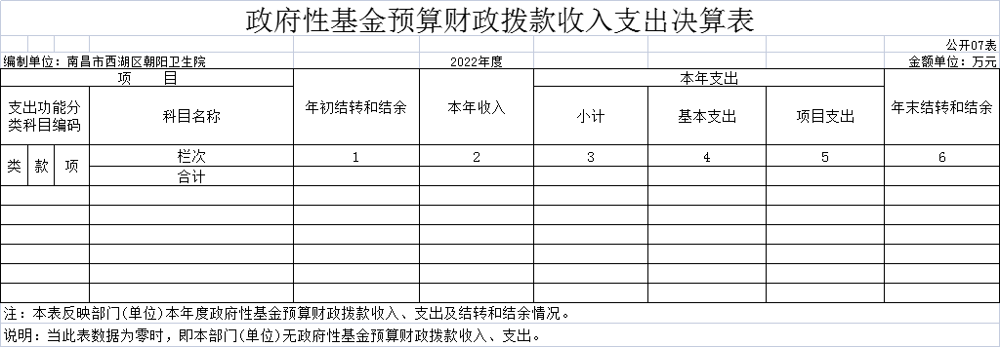 政府性基金预算财政拨款收入支出决算表
公开07表
编制单位：南昌市西湖区朝阳卫生院 2022年度 金额单位：万元
项 目 年初结转和结余 本年收入 本年支出 年末结转和结余
支出功能分类科目编码 科目名称 小计 基本支出 项目支出
类 款 项 栏次 1 2 3 4 5 6
合计
注：本表反映部门(单位)本年度政府性基金预算财政拨款收入、支出及结转和结余情况。
说明：当此表数据为零时，即本部门(单位)无政府性基金预算财政拨款收入、支出。